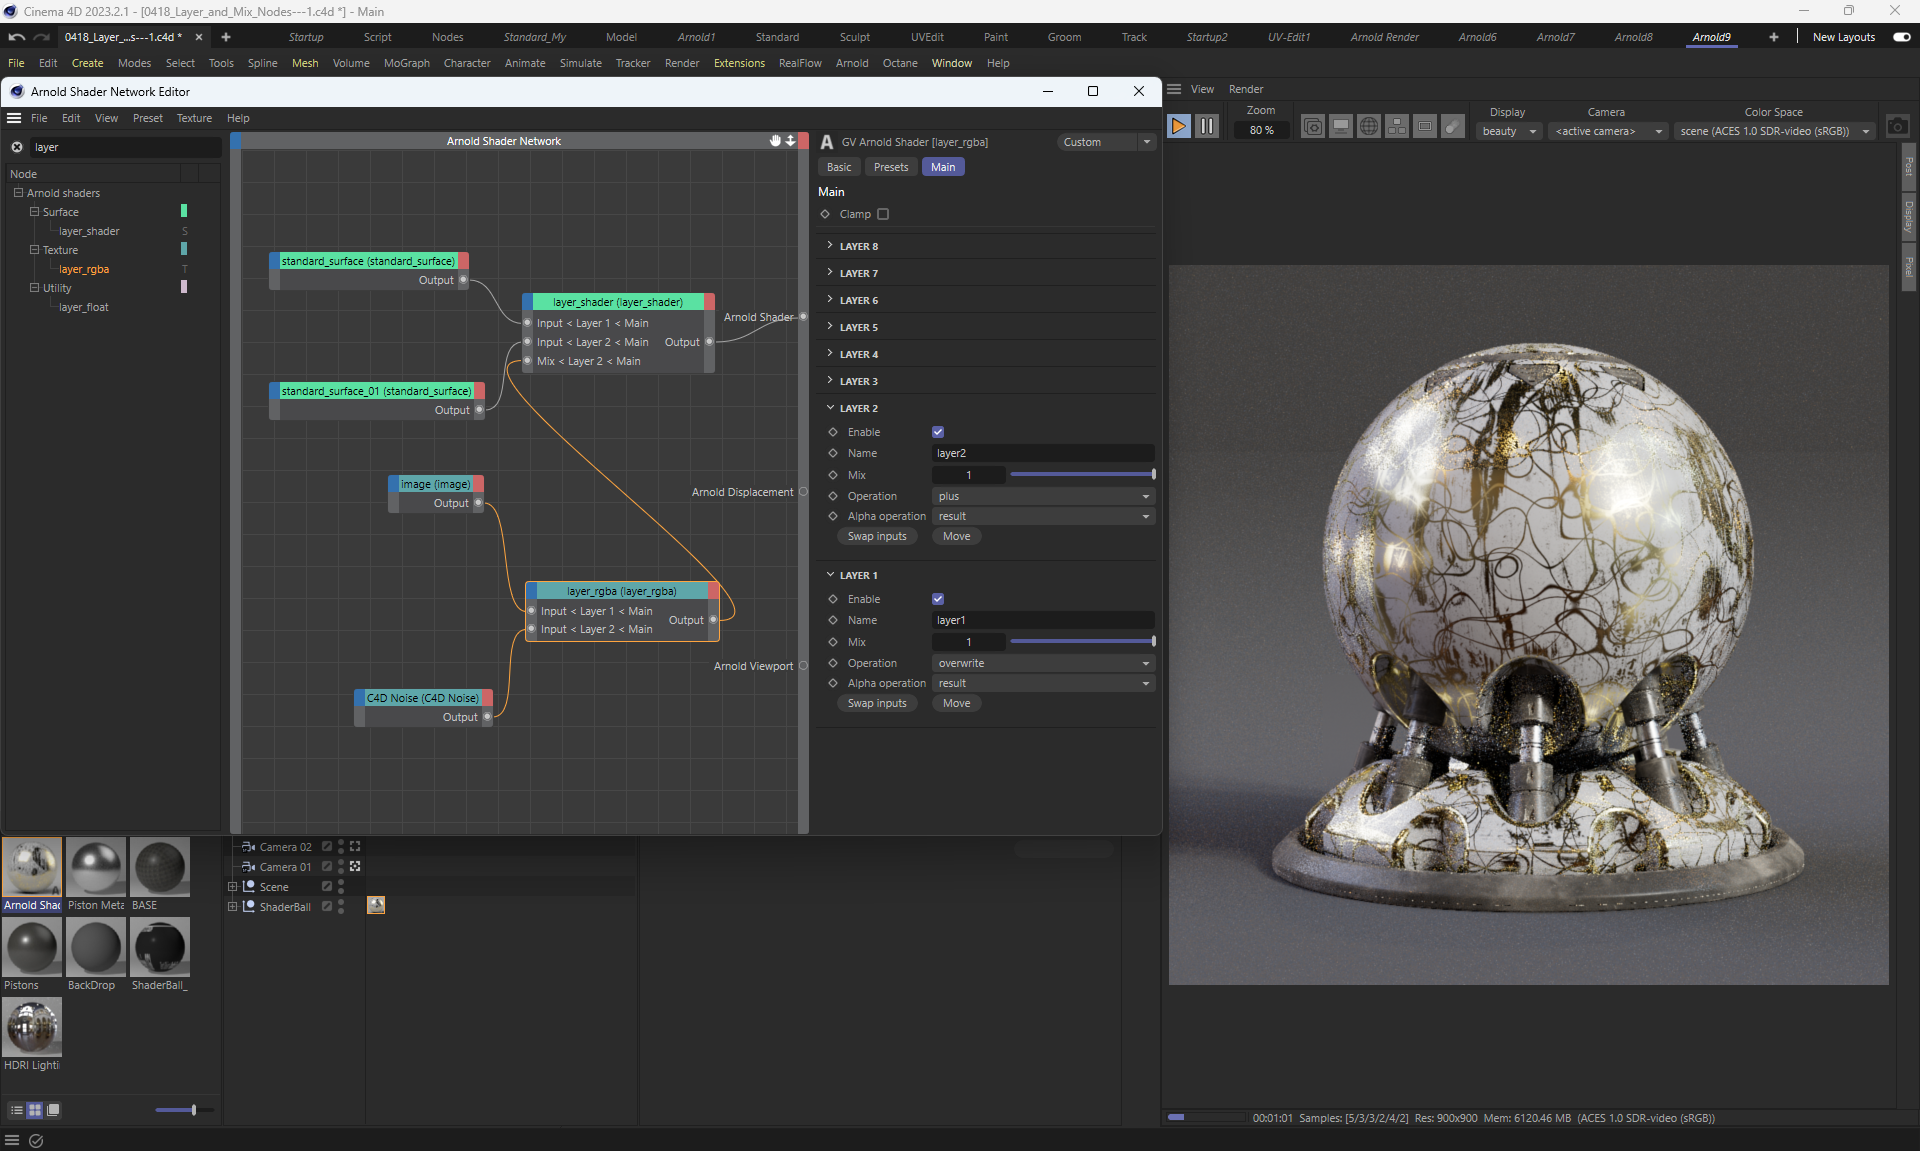 Cinema 4D 2023.2.1 - [0418_Layer_and_Mix_Nodes---1.c4d *] - Main
0418_Layer_...s---1.c4d *
Startup Script Nodes Standard_My Model Arnold1 Standard Sculpt UVEdit Paint Groom Track Startup2 UV-Edit1 Arnold Render Arnold6 Arnold7 Arnold8 Arnold9 New Layouts
File Edit Create Modes Select Tools Spline Mesh Volume MoGraph Character Animate Simulate Tracker Render Extensions RealFlow Arnold Octane Window Help
Arnold Shader Network Editor
File Edit View Preset Texture Help
layer
Node
Arnold shaders
Surface
layer_shader S
Texture
layer_rgba T
Utility
layer_float
Arnold Shader Network
standard_surface (standard_surface)
Output
layer_shader (layer_shader)
Input < Layer 1 < Main
Input < Layer 2 < Main Output
Mix < Layer 2 < Main
Arnold Shader
standard_surface_01 (standard_surface)
Output
image (image)
Output
Arnold Displacement
layer_rgba (layer_rgba)
Input < Layer 1 < Main
Output
Input < Layer 2 < Main
Arnold Viewport
C4D Noise (C4D Noise)
Output
A GV Arnold Shader [layer_rgba] Custom
Basic Presets Main
Main
Clamp
LAYER 8
LAYER 7
LAYER 6
LAYER 5
LAYER 4
LAYER 3
LAYER 2
Enable
Name layer2
Mix 1
Operation plus
Alpha operation result
Swap inputs Move
LAYER 1
Enable
Name layer1
Mix 1
Operation overwrite
Alpha operation result
Swap inputs Move
View Render
Zoom Display Camera Color Space
80 % beauty <active camera> scene (ACES 1.0 SDR-video (sRGB))
Post
Display
Pixel
Camera 02
Camera 01
Scene
ShaderBall
Arnold Shac Piston Meta BASE
Pistons BackDrop ShaderBall_
HDRI Lighti
00:01:01 Samples: [5/3/3/2/4/2] Res: 900x900 Mem: 6120.46 MB (ACES 1.0 SDR-video (sRGB))